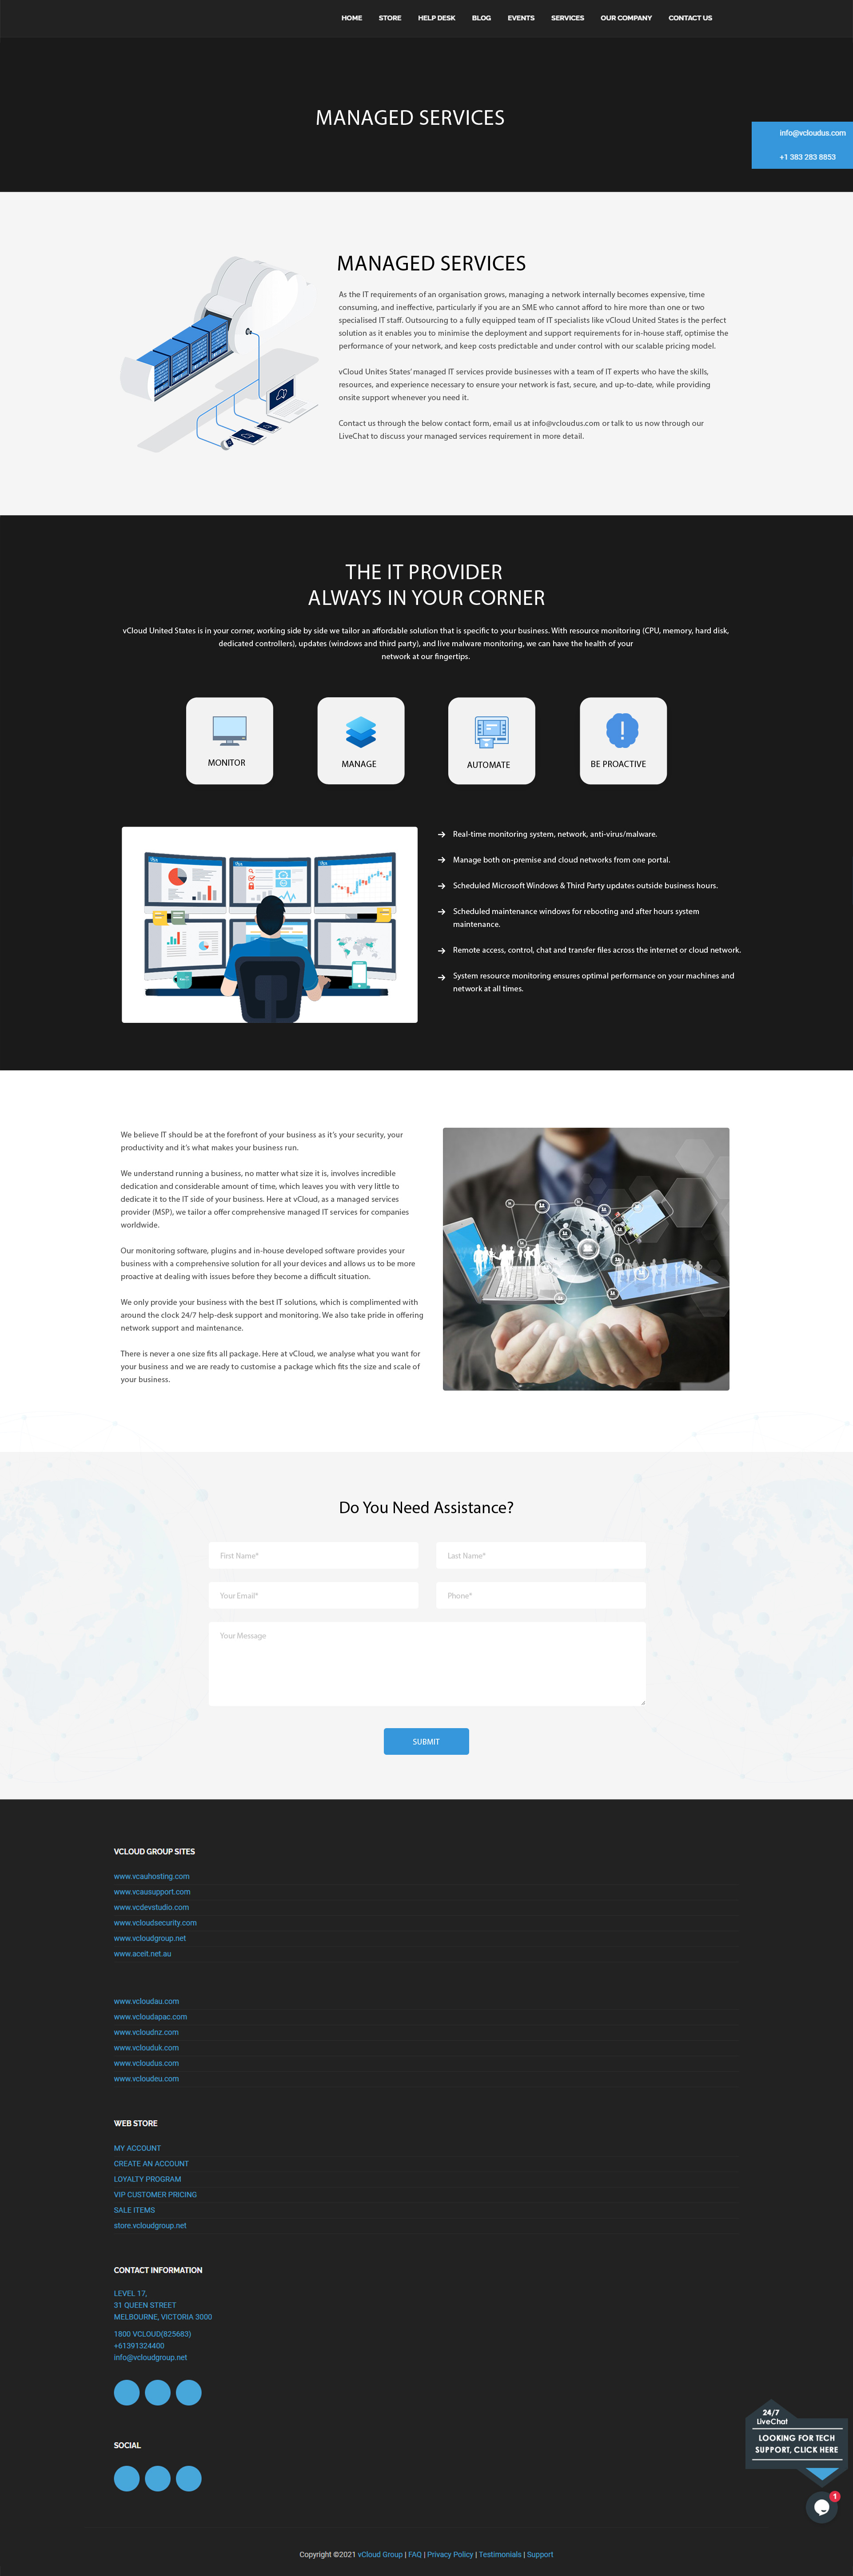 HOME STORE HELP DESK BLOG EVENTS SERVICES OUR COMPANY CONTACT US
MANAGED SERVICES
info@vcloudus.com
+1 383 283 8853
MANAGED SERVICES
As the IT requirements of an organisation grows, managing a network internally becomes expensive, time
consuming, and ineffective, particularly if you are an SME who cannot afford to hire more than one or two
specialised IT staff. Outsourcing to a fully equipped team of IT specialists like vCloud United States is the perfect
solution as it enables you to minimise the deployment and support requirements for in-house staff, optimise the
performance of your network, and keep costs predictable and under control with our scalable pricing model.
vCloud Unites States' managed IT services provide businesses with a team of IT experts who have the skills,
resources, and experience necessary to ensure your network is fast, secure, and up-to-date, while providing
onsite support whenever you need it.
Contact us through the below contact form, email us at info@vcloudus.com or talk to us now through our
LiveChat to discuss your managed services requirement in more detail.
THE IT PROVIDER
ALWAYS IN YOUR CORNER
vCloud United States is in your corner, working side by side we tailor an affordable solution that is specific to your business. With resource monitoring (CPU, memory, hard disk,
dedicated controllers), updates (windows and third party), and live malware monitoring, we can have the health of your
network at our fingertips.
MONITOR
MANAGE
AUTOMATE
BE PROACTIVE
Real-time monitoring system, network, anti-virus/malware.
Manage both on-premise and cloud networks from one portal.
Scheduled Microsoft Windows & Third Party updates outside business hours.
Scheduled maintenance windows for rebooting and after hours system
maintenance.
Remote access, control, chat and transfer files across the internet or cloud network.
System resource monitoring ensures optimal performance on your machines and
network at all times.
We believe IT should be at the forefront of your business as it's your security, your
productivity and it's what makes your business run.
We understand running a business, no matter what size it is, involves incredible
dedication and considerable amount of time, which leaves you with very little to
dedicate it to the IT side of your business. Here at vCloud, as a managed services
provider (MSP), we tailor a offer comprehensive managed IT services for companies
worldwide.
Our monitoring software, plugins and in-house developed software provides your
business with a comprehensive solution for all your devices and allows us to be more
proactive at dealing with issues before they become a difficult situation.
We only provide your business with the best IT solutions, which is complimented with
around the clock 24/7 help-desk support and monitoring. We also take pride in offering
network support and maintenance.
There is never a one size fits all package. Here at vCloud, we analyse what you want for
your business and we are ready to customise a package which fits the size and scale of
your business.
Do You Need Assistance?
First Name*
Last Name*
Your Email*
Phone*
Your Message
SUBMIT
VCLOUD GROUP SITES
www.vcauhosting.com
www.vcausupport.com
www.vcdevstudio.com
www.vcloudsecurity.com
www.vcloudgroup.net
www.aceit.net.au
www.vcloudau.com
www.vcloudapac.com
www.vcloudnz.com
www.vclouduk.com
www.vcloudus.com
www.vcloudeu.com
WEB STORE
MY ACCOUNT
CREATE AN ACCOUNT
LOYALTY PROGRAM
VIP CUSTOMER PRICING
SALE ITEMS
store.vcloudgroup.net
CONTACT INFORMATION
LEVEL 17,
31 QUEEN STREET
MELBOURNE, VICTORIA 3000
1800 VCLOUD(825683)
+61391324400
info@vcloudgroup.net
SOCIAL
24/7
LiveChat
LOOKING FOR TECH
SUPPORT, CLICK HERE
1
Copyright ©2021 vCloud Group | FAQ | Privacy Policy | Testimonials | Support